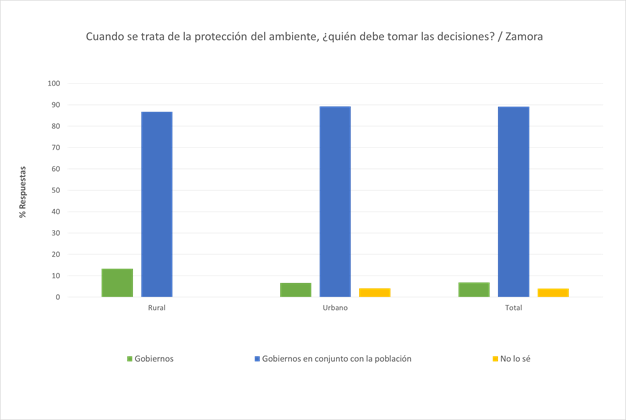 Cuando se trata de la protección del ambiente, ¿quién debe tomar las decisiones? / Zamora
100
90
80
70
60
50
40
30
20
10
0
% Respuestas
Rural
Urbano
Total
Gobiernos
Gobiernos en conjunto con la población
No lo sé